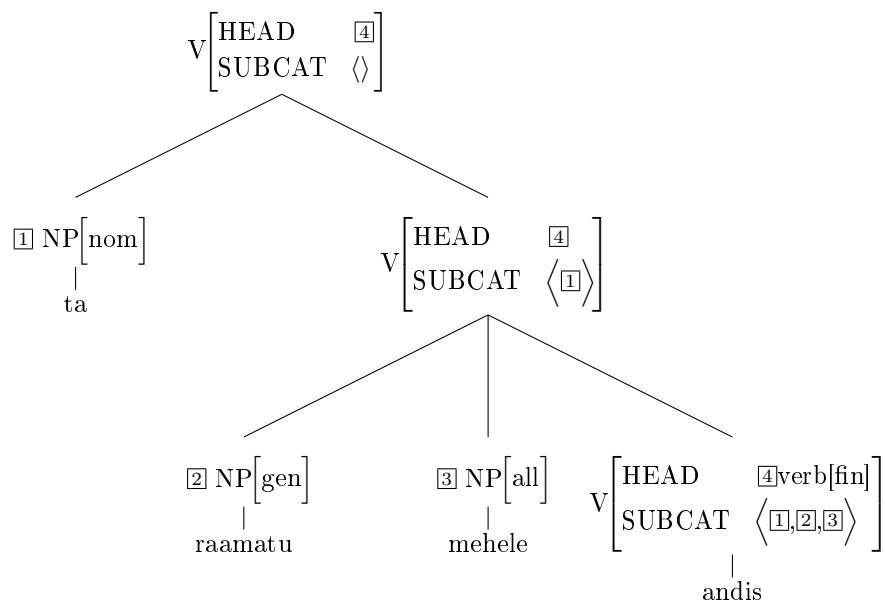 V[HEAD 4
SUBCAT ⟨⟩]
1 NP[nom]
ta
V[HEAD 4
SUBCAT ⟨1⟩]
2 NP[gen]
raamatu
3 NP[all]
mehele
V[HEAD 4verb[fin]
SUBCAT ⟨1,2,3⟩]
andis